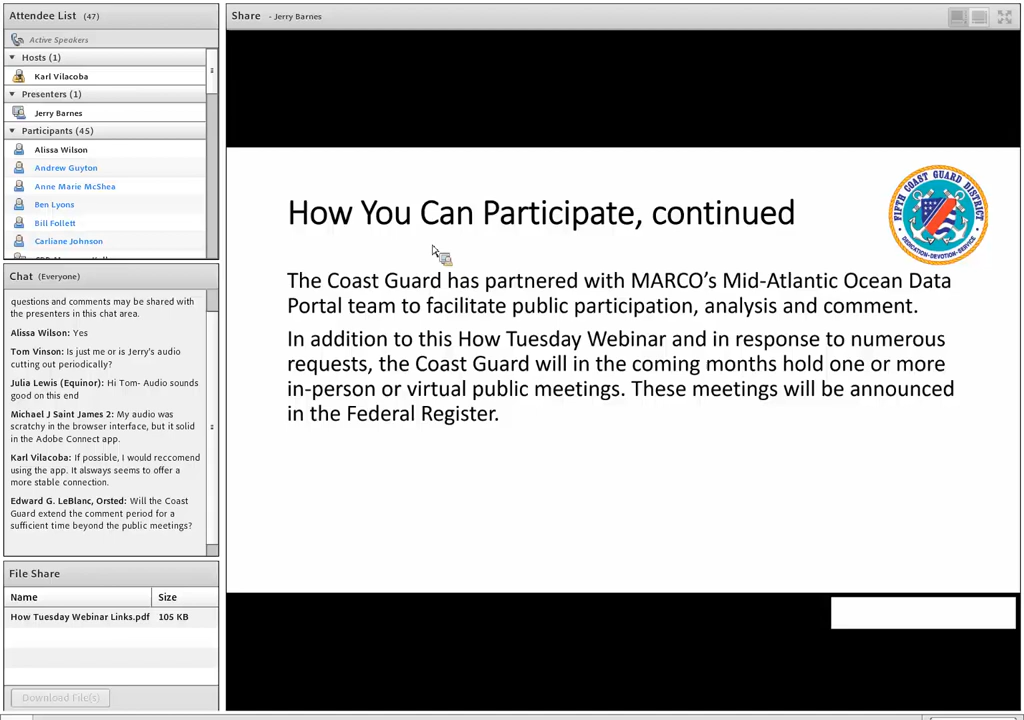 Attendee List (47)
Active Speakers
Hosts (1)
Karl Vilacoba
Presenters (1)
Jerry Barnes
Participants (45)
Alissa Wilson
Andrew Guyton
Anne Marie McShea
Ben Lyons
Bill Follett
Carliane Johnson
Chat (Everyone)
questions and comments may be shared with
the presenters in this chat area.
Alissa Wilson: Yes
Tom Vinson: Is just me or is Jerry's audio
cutting out periodically?
Julia Lewis (Equinor): Hi Tom- Audio sounds
good on this end
Michael J Saint James 2: My audio was
scratchy in the browser interface, but it solid
in the Adobe Connect app.
Karl Vilacoba: If possible, I would reccomend
using the app. It alsways seems to offer a
more stable connection.
Edward G. LeBlanc, Orsted: Will the Coast
Guard extend the comment period for a
sufficient time beyond the public meetings?
File Share
Name Size
How Tuesday Webinar Links.pdf 105 KB
Download File(s)
Share - Jerry Barnes
How You Can Participate, continued
FIFTH COAST GUARD DISTRICT
DEDICATION-DEVOTION-SERVICE
The Coast Guard has partnered with MARCO’s Mid-Atlantic Ocean Data
Portal team to facilitate public participation, analysis and comment.
In addition to this How Tuesday Webinar and in response to numerous
requests, the Coast Guard will in the coming months hold one or more
in-person or virtual public meetings. These meetings will be announced
in the Federal Register.